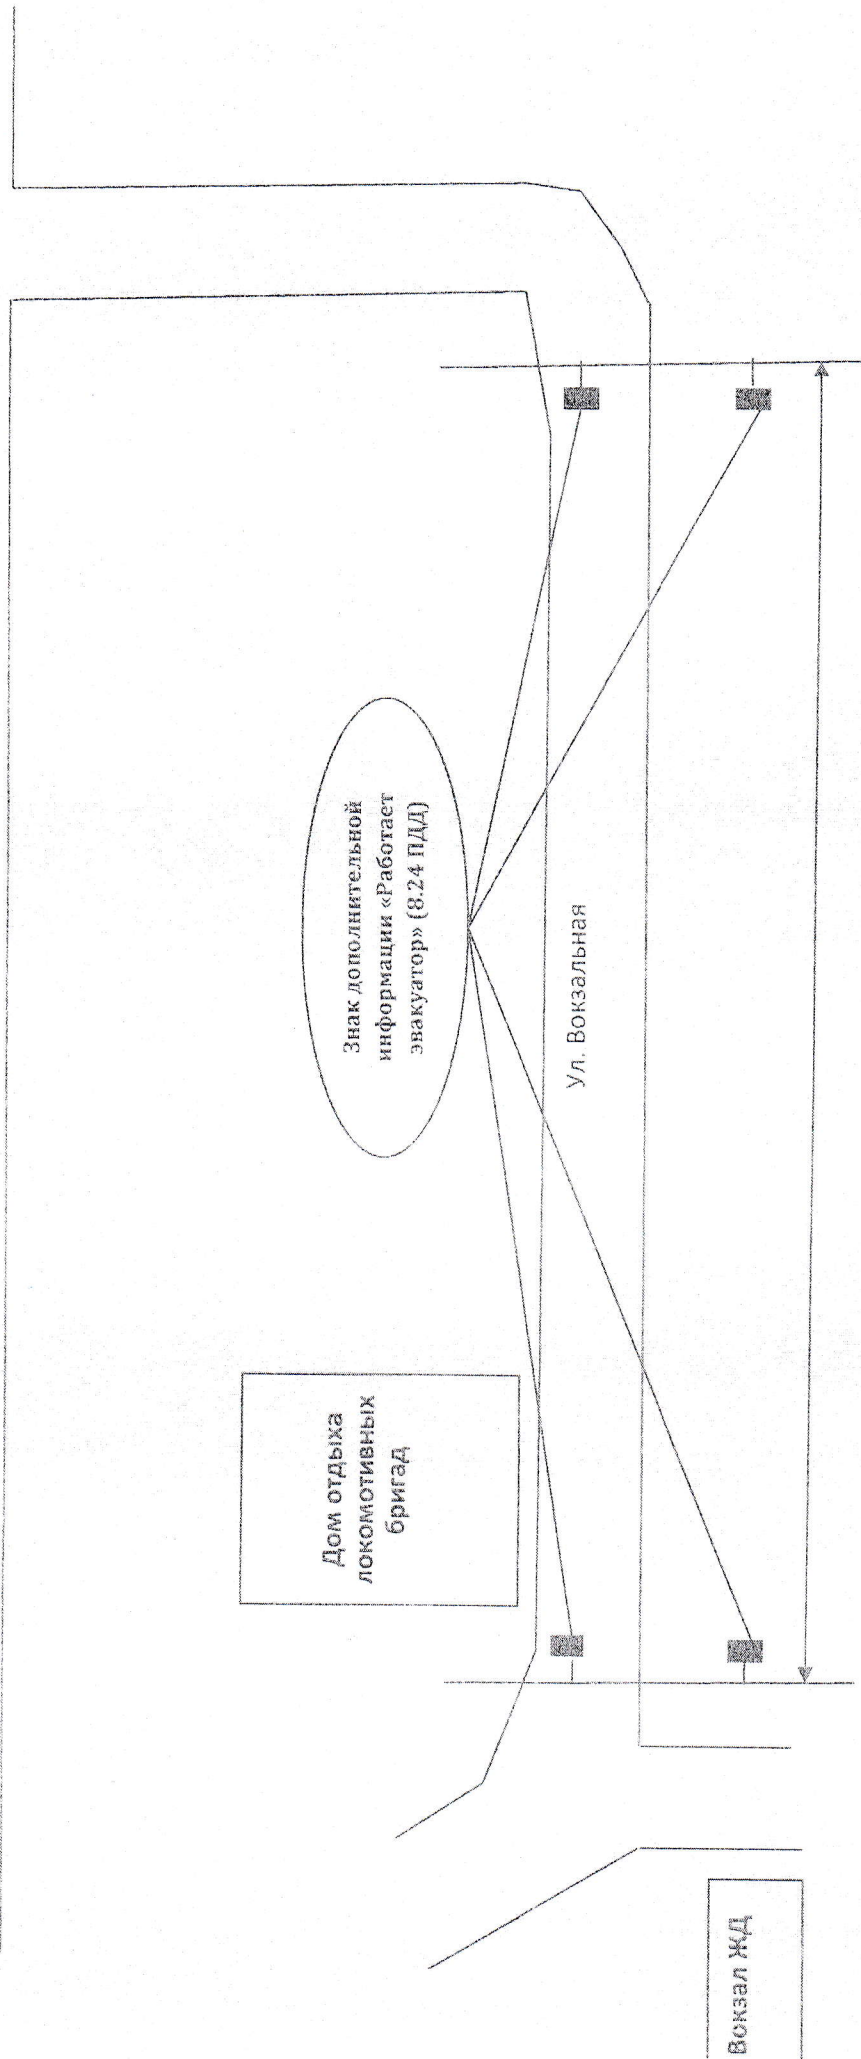 Знак дополнительной
информации «Работает
эвакуатор» (8.24 ПДД)
Ул. Вокзальная
Дом отдыха
локомотивных
бригад
Вокзал ЖД